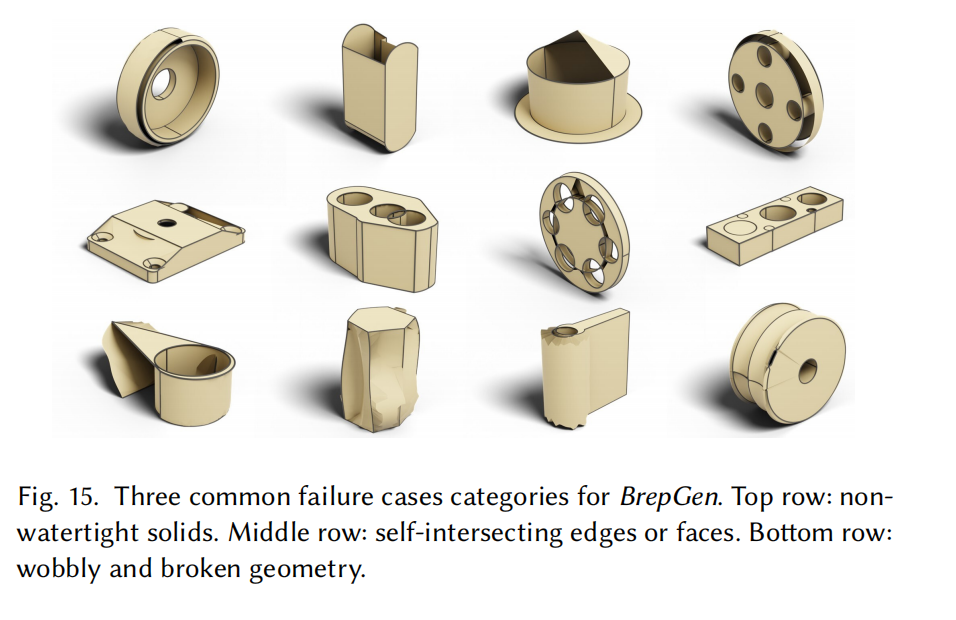 Fig. 15. Three common failure cases categories for BrepGen. Top row: non-
watertight solids. Middle row: self-intersecting edges or faces. Bottom row:
wobbly and broken geometry.